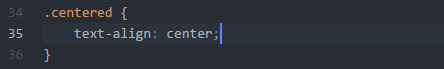 34 .centered {
35     text-align: center;
36 }